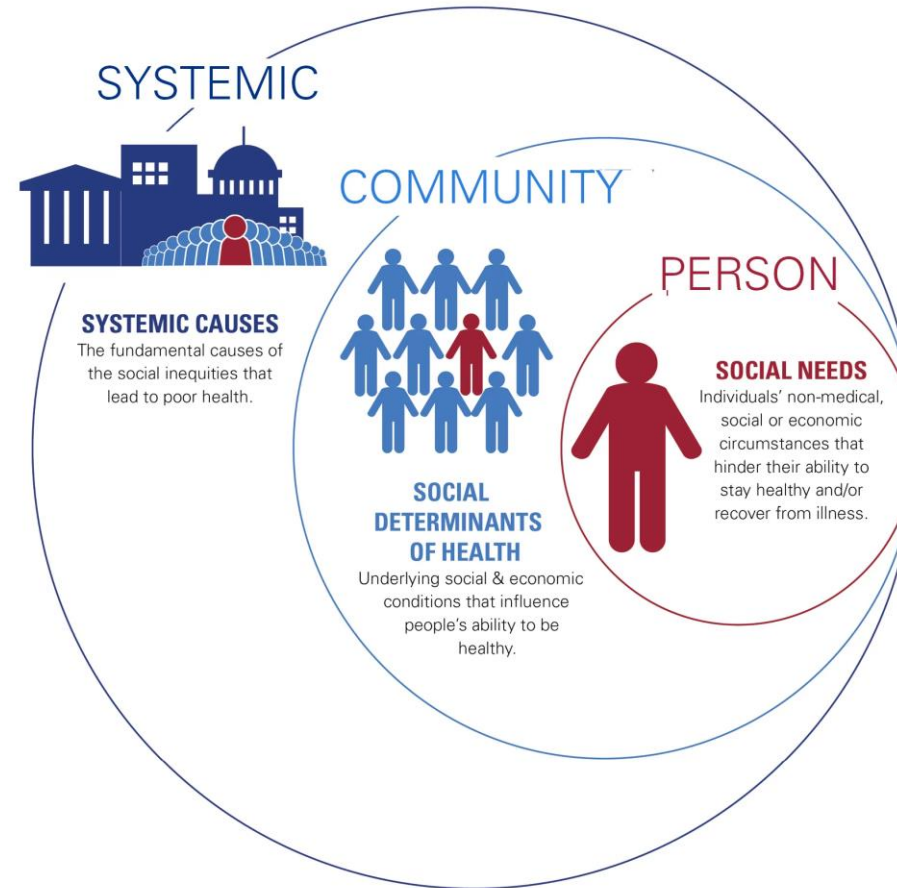 SYSTEMIC
SYSTEMIC CAUSES
The fundamental causes of
the social inequities that
lead to poor health.
COMMUNITY
SOCIAL
DETERMINANTS
OF HEALTH
Underlying social & economic
conditions that influence
people's ability to be
healthy.
PERSON
SOCIAL NEEDS
Individuals' non-medical,
social or economic
circumstances that
hinder their ability to
stay healthy and/or
recover from illness.